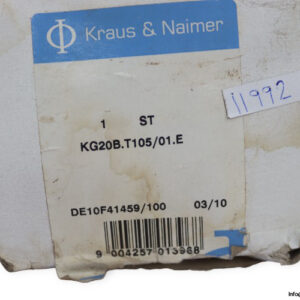 Kraus & Naimer
11992
1 ST
KG20B.T105/01.E
DE10F41459/100 03/10
9 004257 013968